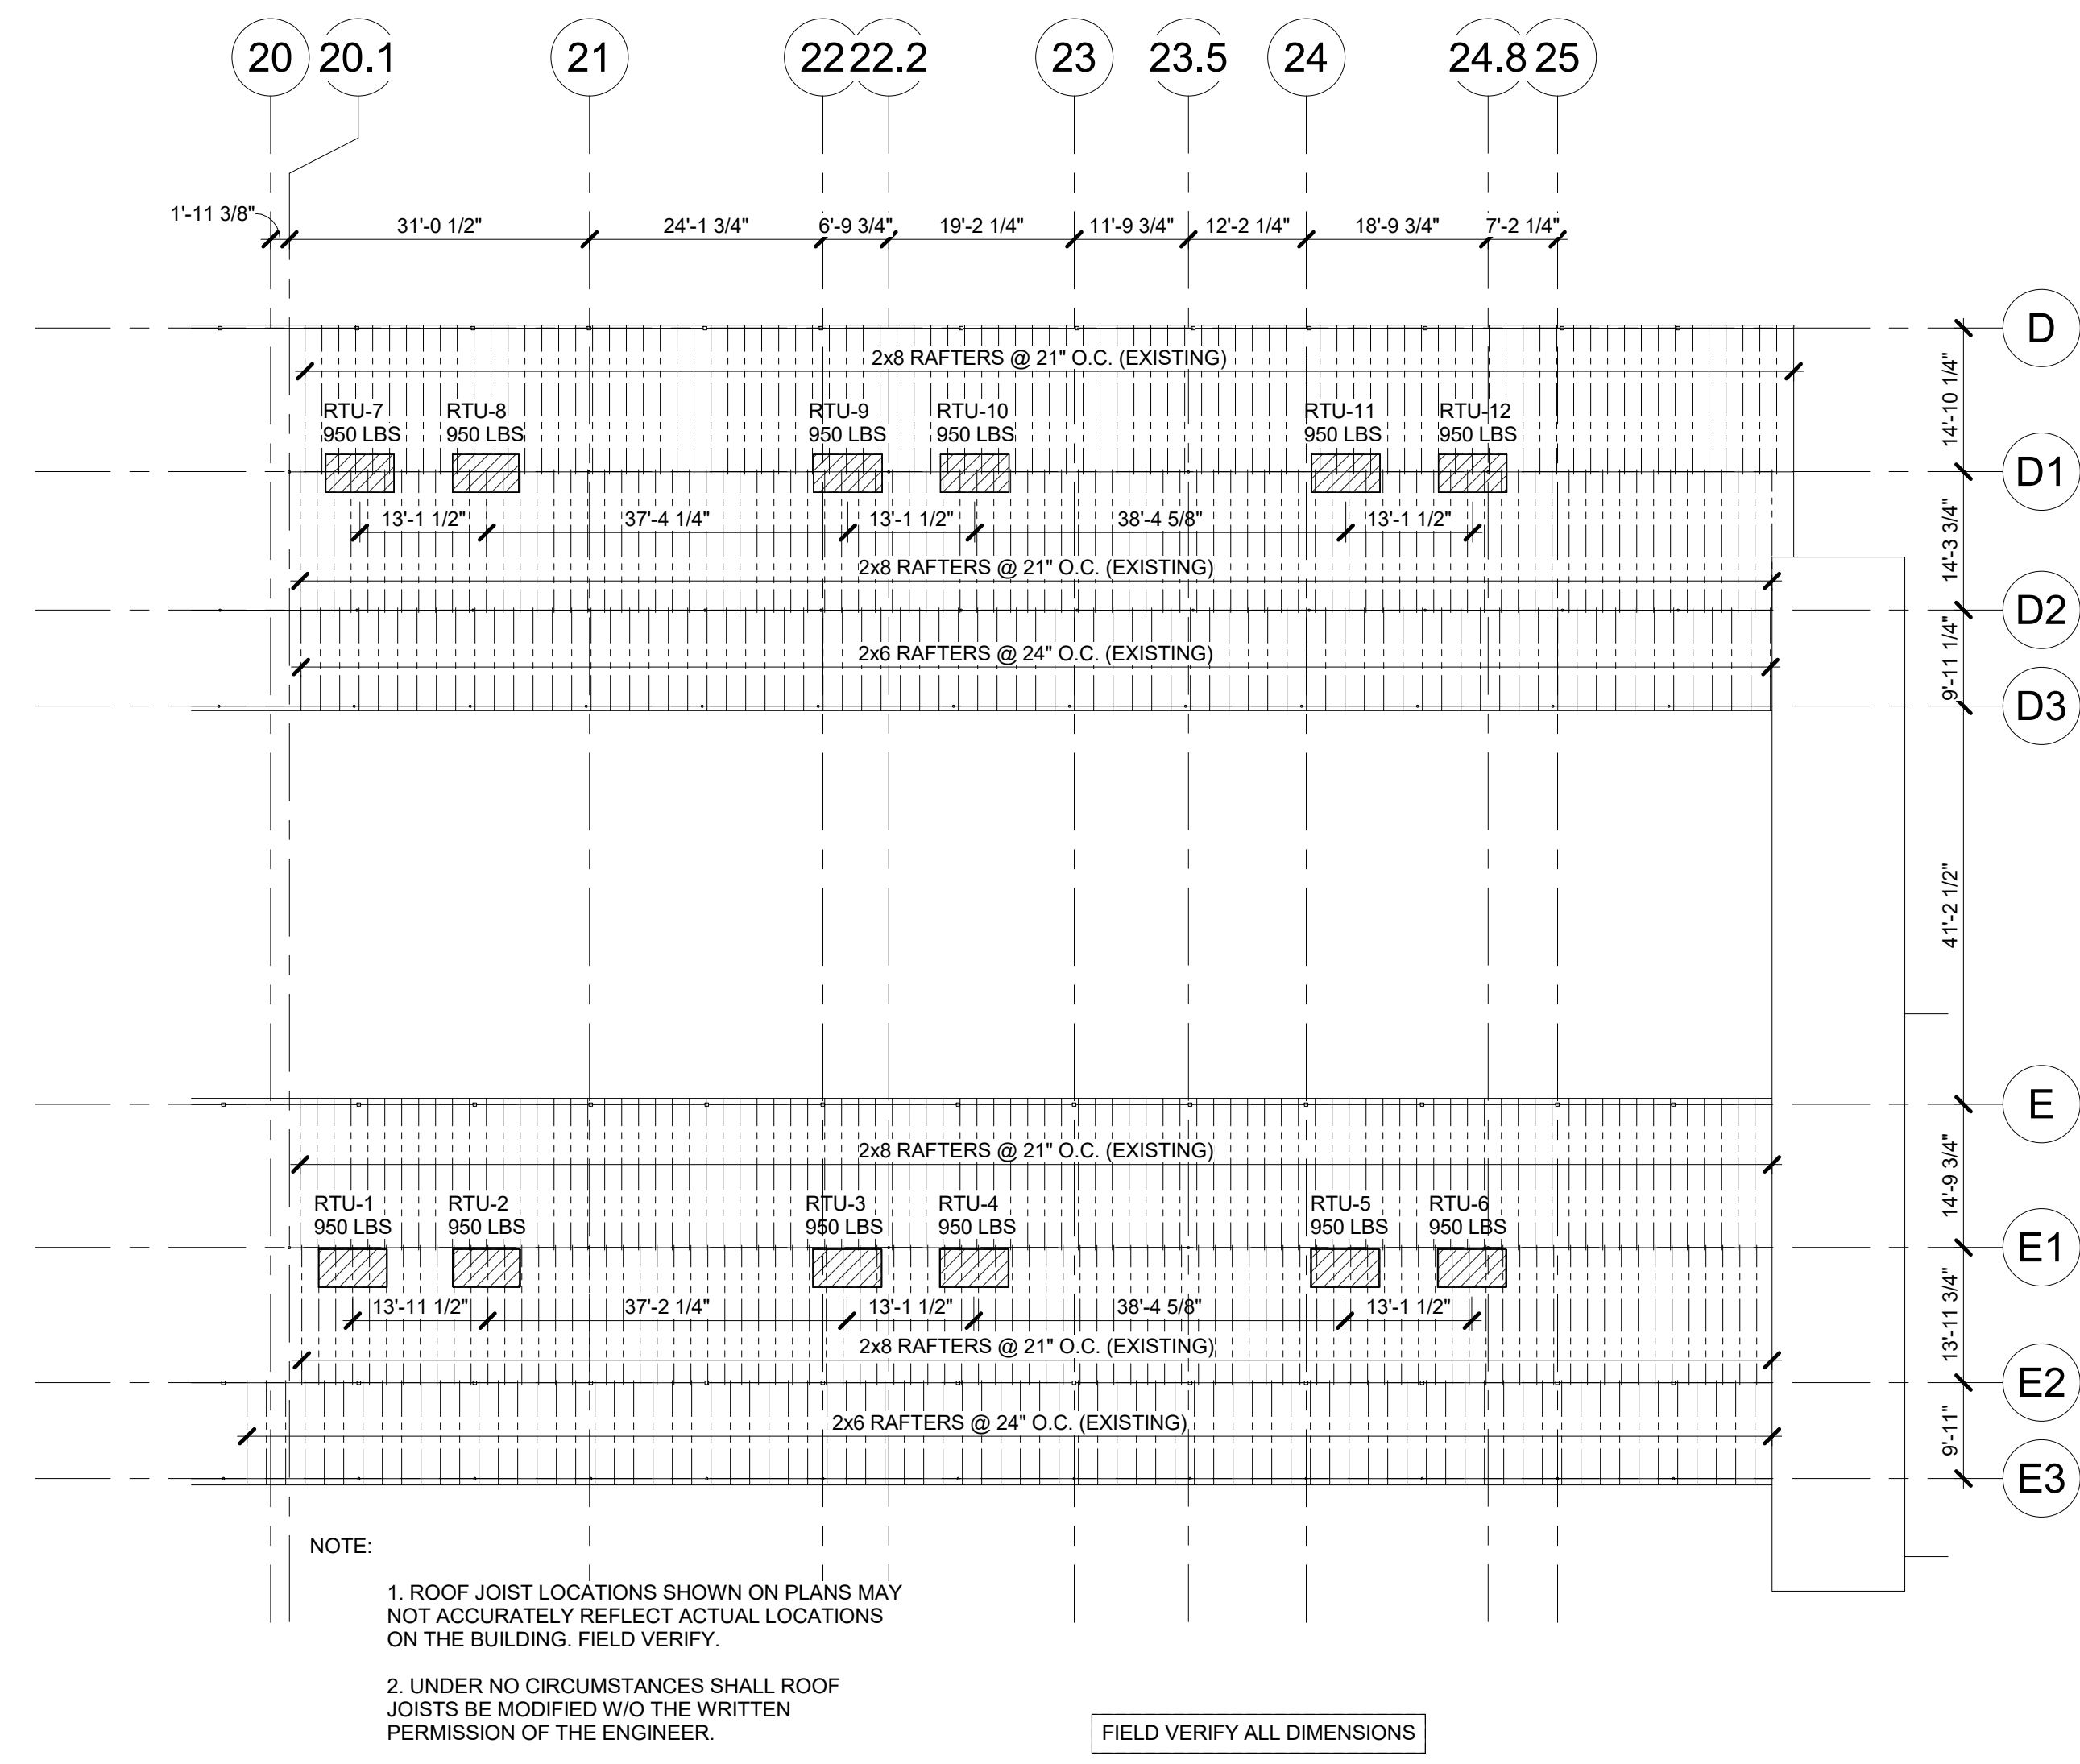 20
20.1
21
22
22.2
23
23.5
24
24.8
25
1'-11 3/8"
31'-0 1/2"
24'-1 3/4"
6'-9 3/4"
19'-2 1/4"
11'-9 3/4"
12'-2 1/4"
18'-9 3/4"
7'-2 1/4"
D
2x8 RAFTERS @ 21" O.C. (EXISTING)
14'-10 1/4"
RTU-7
950 LBS
RTU-8
950 LBS
RTU-9
950 LBS
RTU-10
950 LBS
RTU-11
950 LBS
RTU-12
950 LBS
D1
13'-1 1/2"
37'-4 1/4"
13'-1 1/2"
38'-4 5/8"
13'-1 1/2"
14'-3 3/4"
2x8 RAFTERS @ 21" O.C. (EXISTING)
D2
2x6 RAFTERS @ 24" O.C. (EXISTING)
9'-11 1/4"
D3
41'-2 1/2"
E
2x8 RAFTERS @ 21" O.C. (EXISTING)
14'-9 3/4"
RTU-1
950 LBS
RTU-2
950 LBS
RTU-3
950 LBS
RTU-4
950 LBS
RTU-5
950 LBS
RTU-6
950 LBS
E1
13'-11 1/2"
37'-2 1/4"
13'-1 1/2"
38'-4 5/8"
13'-1 1/2"
13'-11 3/4"
2x8 RAFTERS @ 21" O.C. (EXISTING)
E2
2x6 RAFTERS @ 24" O.C. (EXISTING)
9'-11"
E3
NOTE:
1. ROOF JOIST LOCATIONS SHOWN ON PLANS MAY
NOT ACCURATELY REFLECT ACTUAL LOCATIONS
ON THE BUILDING. FIELD VERIFY.
2. UNDER NO CIRCUMSTANCES SHALL ROOF
JOISTS BE MODIFIED W/O THE WRITTEN
PERMISSION OF THE ENGINEER.
FIELD VERIFY ALL DIMENSIONS